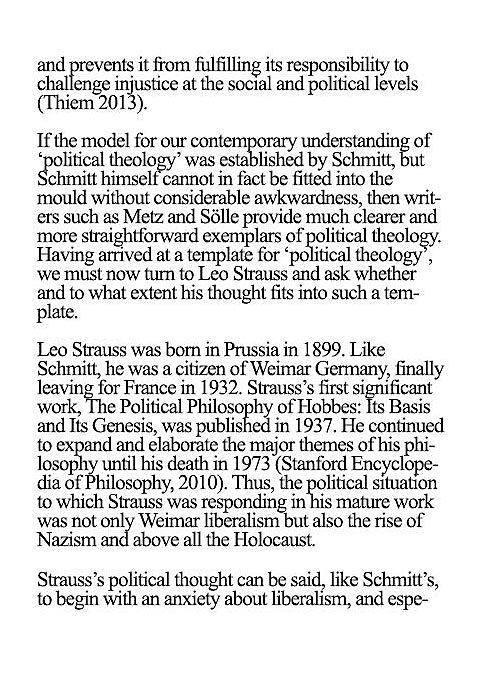 and prevents it from fulfilling its responsibility to
challenge injustice at the social and political levels
(Thiem 2013).
If the model for our contemporary understanding of
‘political theology’ was established by Schmitt, but
Schmitt himself cannot in fact be fitted into the
mould without considerable awkwardness, then writ-
ers such as Metz and Sölle provide much clearer and
more straightforward exemplars of political theology.
Having arrived at a template for ‘political theology’,
we must now turn to Leo Strauss and ask whether
and to what extent his thought fits into such a tem-
plate.
Leo Strauss was born in Prussia in 1899. Like
Schmitt, he was a citizen of Weimar Germany, finally
leaving for France in 1932. Strauss’s first significant
work, The Political Philosophy of Hobbes: Its Basis
and Its Genesis, was published in 1937. He continued
to expand and elaborate the major themes of his phi-
losophy until his death in 1973 (Stanford Encyclope-
dia of Philosophy, 2010). Thus, the political situation
to which Strauss was responding in his mature work
was not only Weimar liberalism but also the rise of
Nazism and above all the Holocaust.
Strauss’s political thought can be said, like Schmitt’s,
to begin with an anxiety about liberalism, and espe-